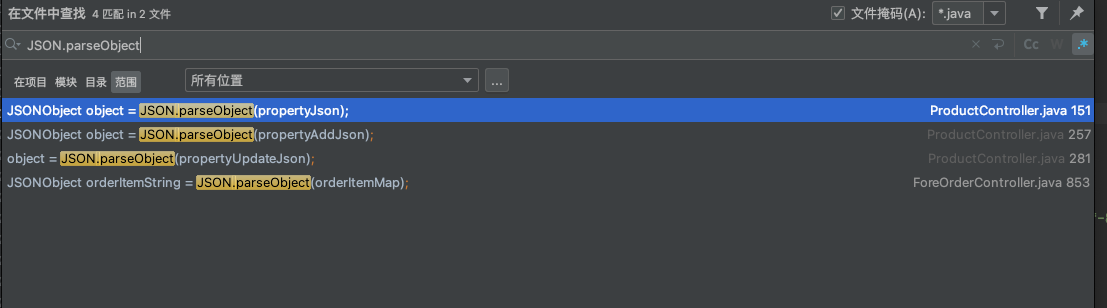 在文件中查找 4 匹配 in 2 文件 文件掩码(A): *.java
JSON.parseObject Cc W .*
在项目 模块 目录 范围 所有位置 ...
JSONObject object = JSON.parseObject(propertyJson); ProductController.java 151
JSONObject object = JSON.parseObject(propertyAddJson); ProductController.java 257
object = JSON.parseObject(propertyUpdateJson); ProductController.java 281
JSONObject orderItemString = JSON.parseObject(orderItemMap); ForeOrderController.java 853